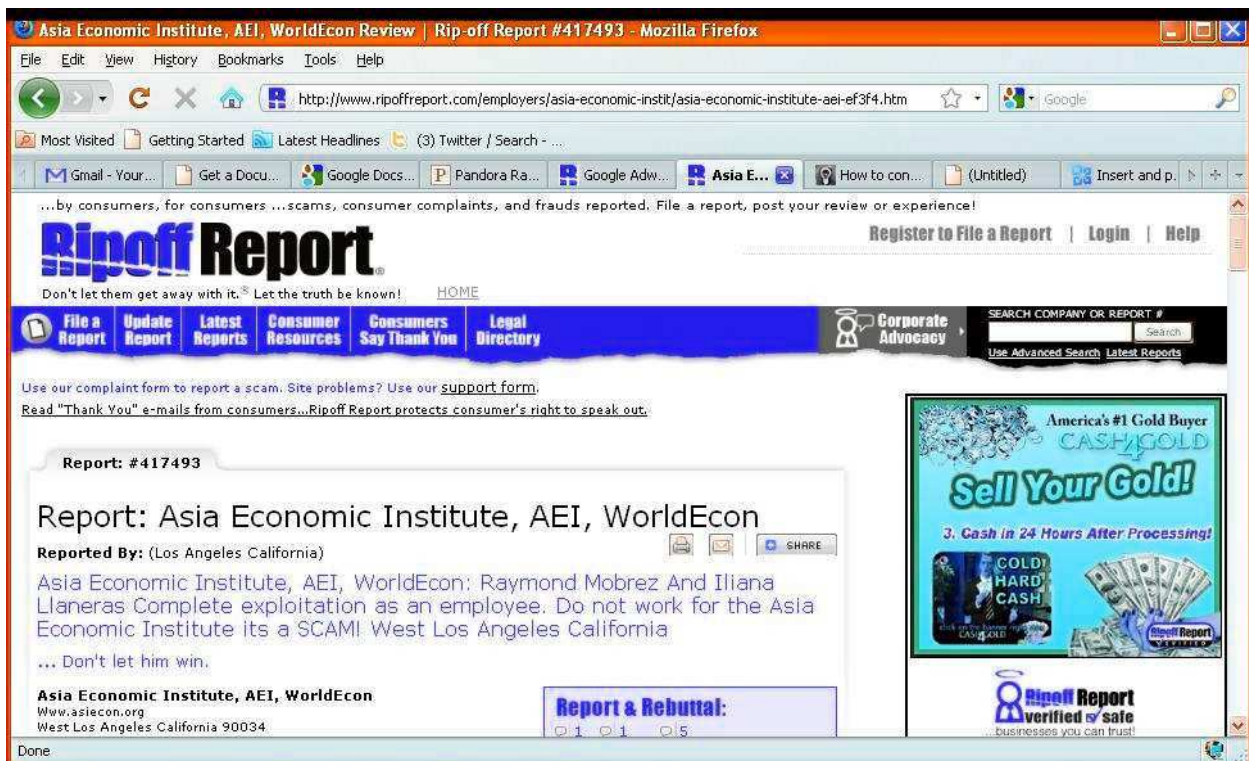 Asia Economic Institute, AEI, WorldEcon Review | Rip-off Report #417493 - Mozilla Firefox
File Edit View History Bookmarks Tools Help
http://www.ripoffreport.com/employers/asia-economic-instit/asia-economic-institute-aei-ef3f4.htm
Google
Most Visited Getting Started Latest Headlines (3) Twitter / Search - ...
Gmail - Your... Get a Docu... Google Docs... Pandora Ra... Google Adw... Asia E... How to con... (Untitled) Insert and p.
...by consumers, for consumers ...scams, consumer complaints, and frauds reported. File a report, post your review or experience!
Ripoff Report®
Register to File a Report | Login | Help
Don't let them get away with it.® Let the truth be known! HOME
File a Report Update Report Latest Reports Consumer Resources Consumers Say Thank You Legal Directory
Corporate Advocacy
SEARCH COMPANY OR REPORT #
Search
Use Advanced Search Latest Reports
Use our complaint form to report a scam. Site problems? Use our support form.
Read "Thank You" e-mails from consumers...Ripoff Report protects consumer's right to speak out.
Report: #417493
Report: Asia Economic Institute, AEI, WorldEcon
Reported By: (Los Angeles California)
SHARE
Asia Economic Institute, AEI, WorldEcon: Raymond Mobrez And Iliana
Llaneras Complete exploitation as an employee. Do not work for the Asia
Economic Institute its a SCAM! West Los Angeles California
... Don't let him win.
Asia Economic Institute, AEI, WorldEcon
Www.asiecon.org
West Los Angeles California 90034
Report & Rebuttal:
1 1 5
America's #1 Gold Buyer
CASH4GOLD
Sell Your Gold!
3. Cash in 24 Hours After Processing!
COLD
HARD
CASH
CASH4GOLD
Ripoff Report
VERIFIED
Ripoff Report
verified safe
...businesses you can trust!
Done